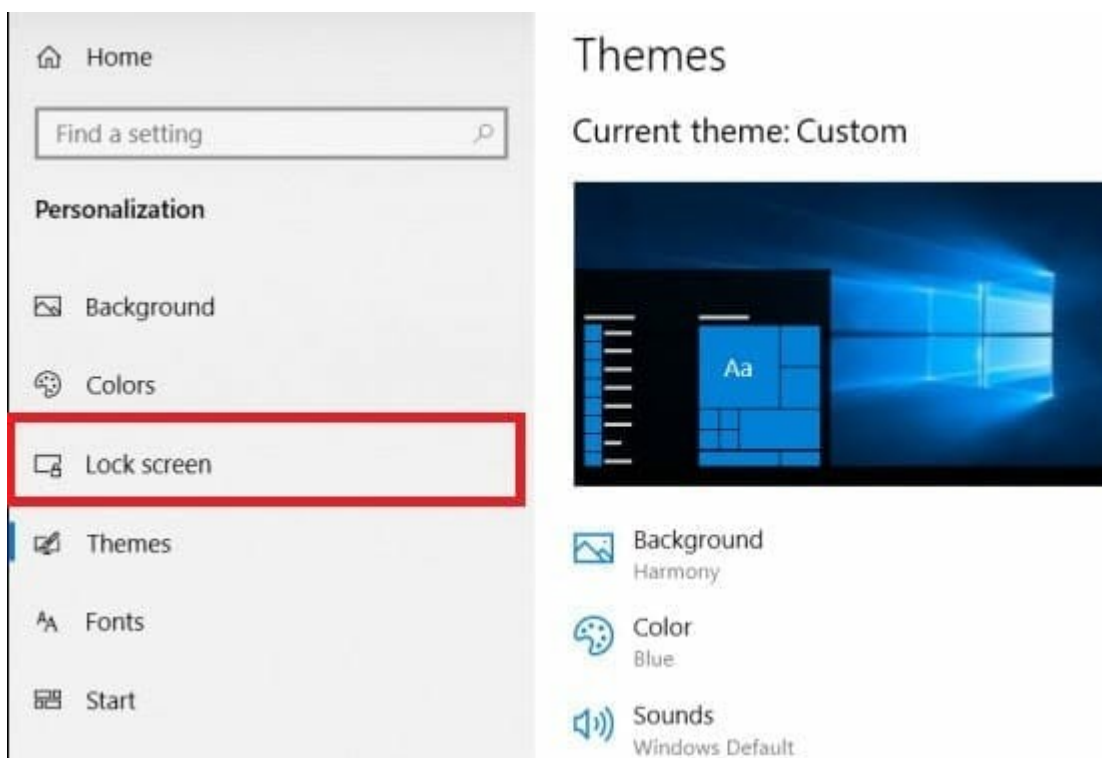 Home
Find a setting
Personalization
Background
Colors
Lock screen
Themes
Fonts
Start
Themes
Current theme: Custom
Aa
Background
Harmony
Color
Blue
Sounds
Windows Default